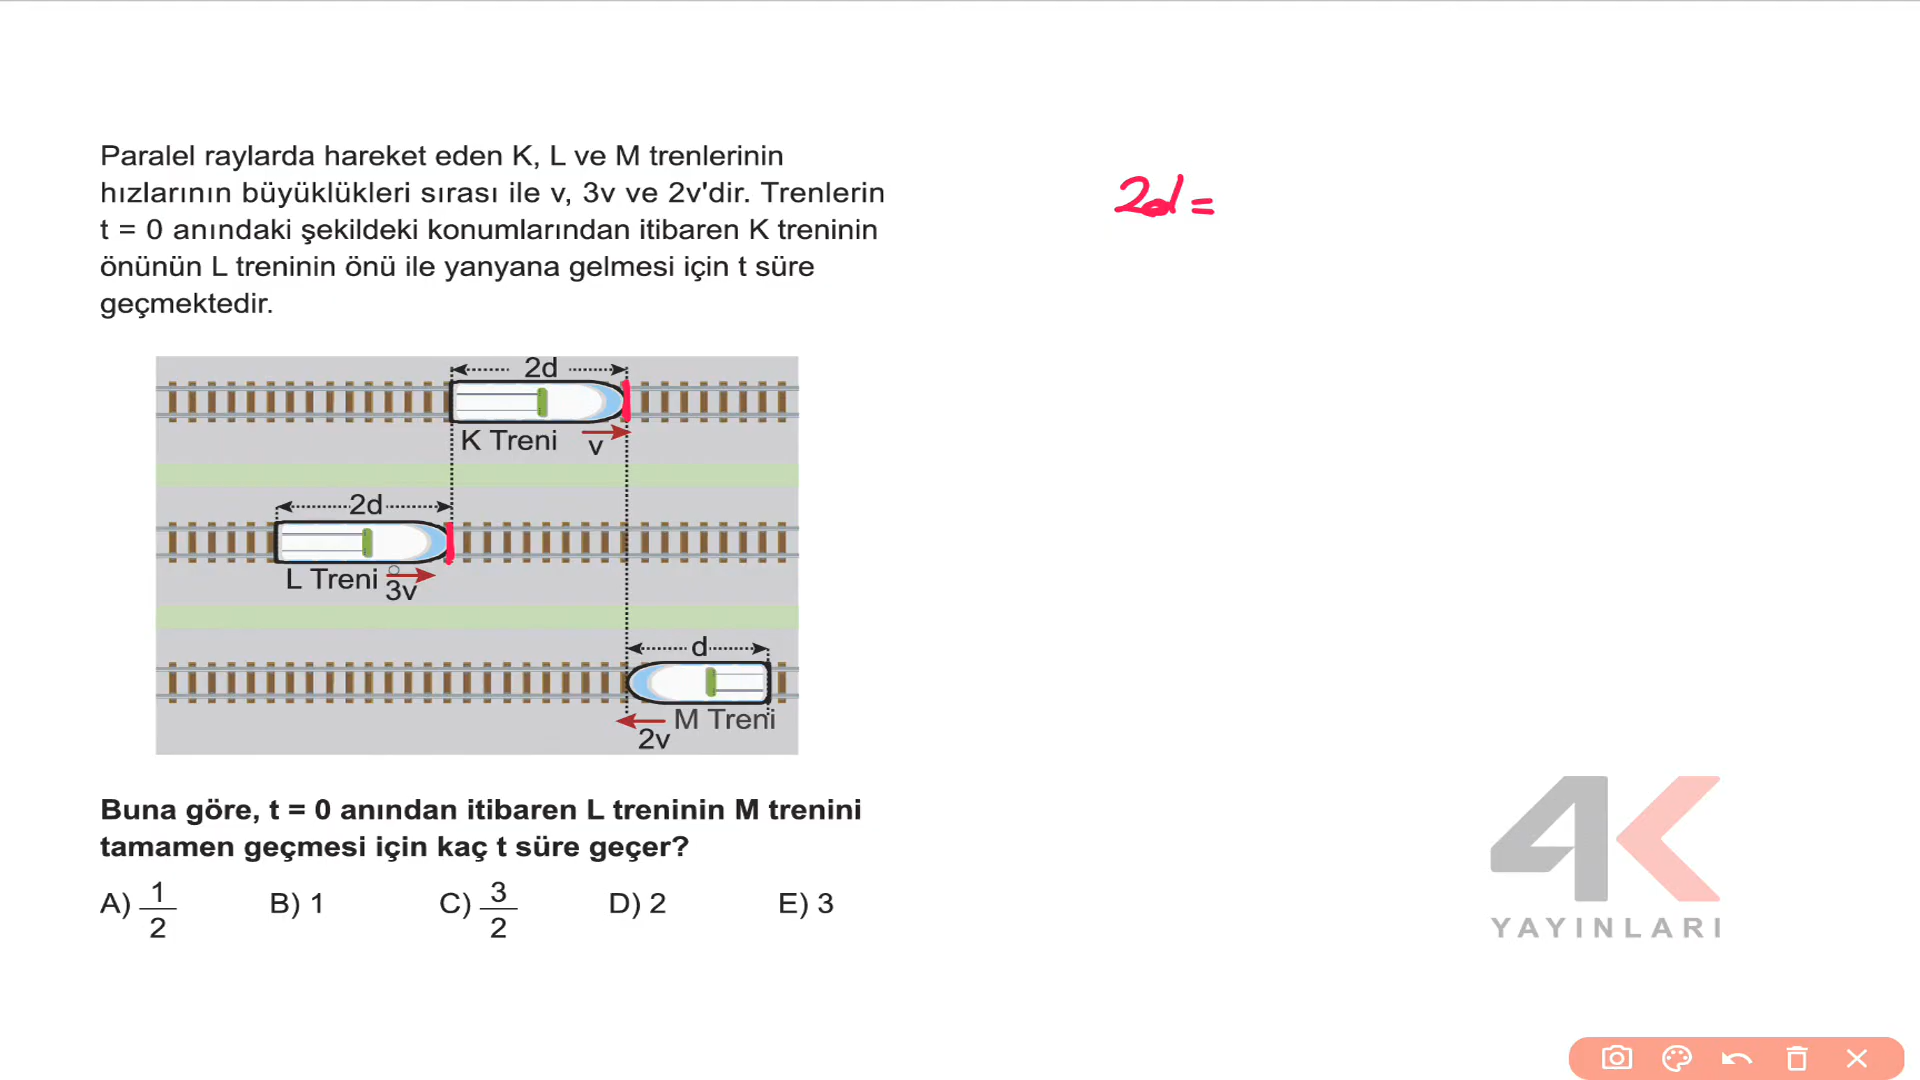 Paralel raylarda hareket eden K, L ve M trenlerinin
hızlarının büyüklükleri sırası ile v, 3v ve 2v'dir. Trenlerin
t = 0 anındaki şekildeki konumlarından itibaren K treninin
önünün L treninin önü ile yanyana gelmesi için t süre
geçmektedir.
2d =
2d
K Treni v
2d
L Treni 3v
d
M Treni
2v
Buna göre, t = 0 anından itibaren L treninin M trenini
tamamen geçmesi için kaç t süre geçer?
A) 1/2 B) 1 C) 3/2 D) 2 E) 3
4K
YAYINLARI